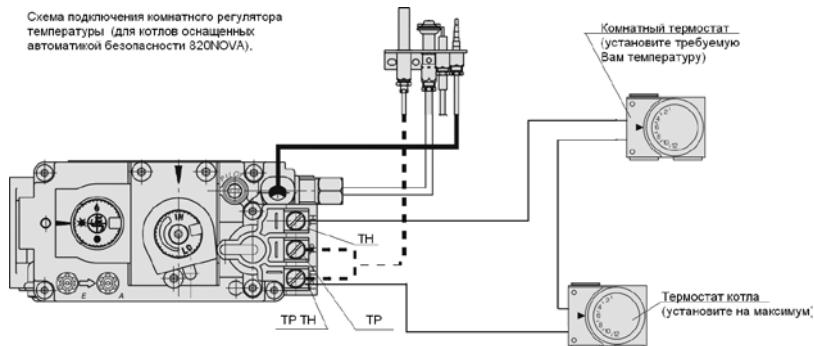 Схема подключения комнатного регулятора
температуры (для котлов оснащенных
автоматикой безопасности 820NOVA).
Комнатный термостат
(установите требуемую
Вам температуру)
TH
TP TH
TP
E
A
Термостат котла
(установите на максимум)